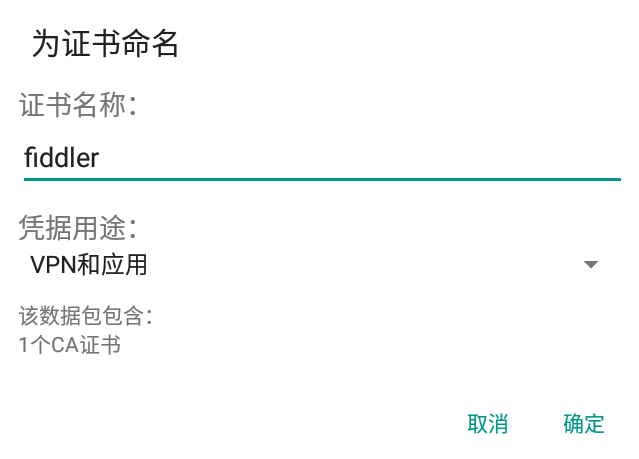 为证书命名
证书名称：
fiddler
凭据用途：
VPN和应用
该数据包包含：
1个CA证书
取消 确定